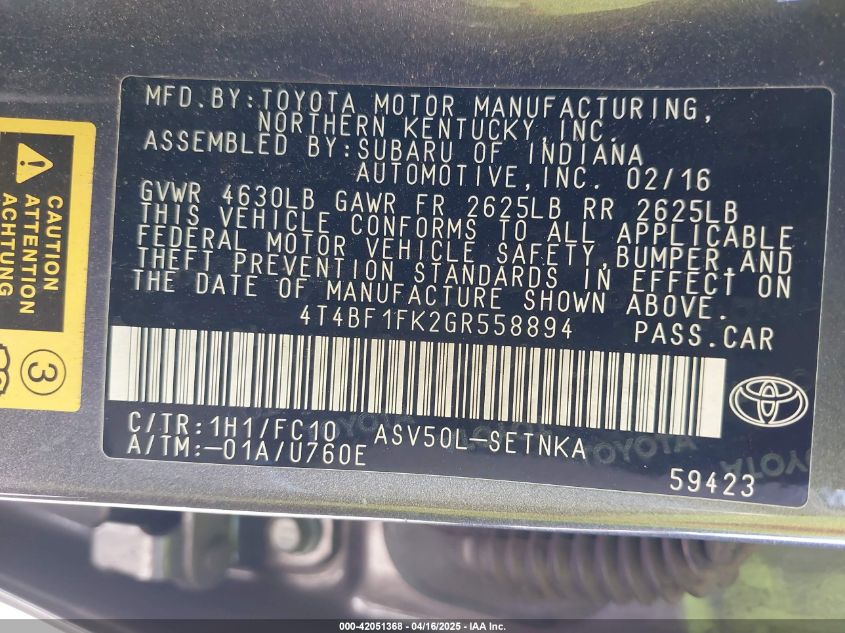 MFD.BY:TOYOTA MOTOR MANUFACTURING,
NORTHERN KENTUCKY,INC.
ASSEMBLED BY:SUBARU OF INDIANA
AUTOMOTIVE,INC. 02/16
GVWR 4630LB GAWR FR 2625LB RR 2625LB
THIS VEHICLE CONFORMS TO ALL APPLICABLE
FEDERAL MOTOR VEHICLE SAFETY,BUMPER,AND
THEFT PREVENTION STANDARDS IN EFFECT ON
THE DATE OF MANUFACTURE SHOWN ABOVE.
4T4BF1FK2GR558894 PASS.CAR
C/TR:1H1/FC10 ASV50L-SETNKA
A/TM:-01A/U760E
59423
TOYOTA
TOYOTA
CAUTION
ATTENTION
ACHTUNG
3
000-42051368 - 04/16/2025 - IAA Inc.